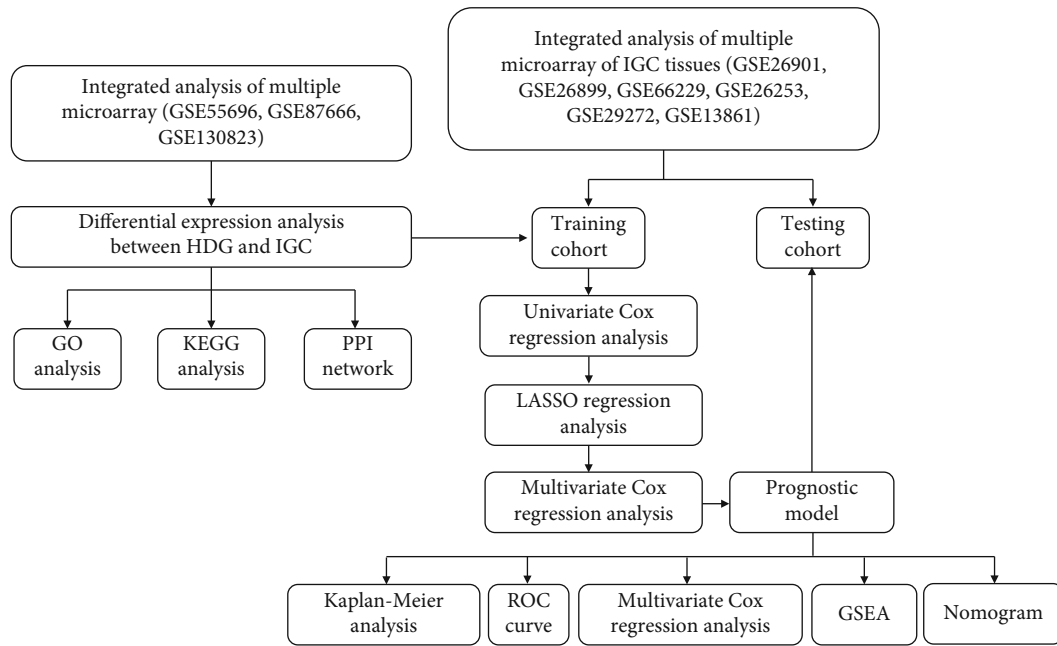 Integrated analysis of multiple
microarray (GSE55696, GSE87666,
GSE130823)
Integrated analysis of multiple
microarray of IGC tissues (GSE26901,
GSE26899, GSE66229, GSE26253,
GSE29272, GSE13861)
Differential expression analysis
between HDG and IGC
Training
cohort
Testing
cohort
GO
analysis
KEGG
analysis
PPI
network
Univariate Cox
regression analysis
LASSO regression
analysis
Multivariate Cox
regression analysis
Prognostic
model
Kaplan-Meier
analysis
ROC
curve
Multivariate Cox
regression analysis
GSEA
Nomogram